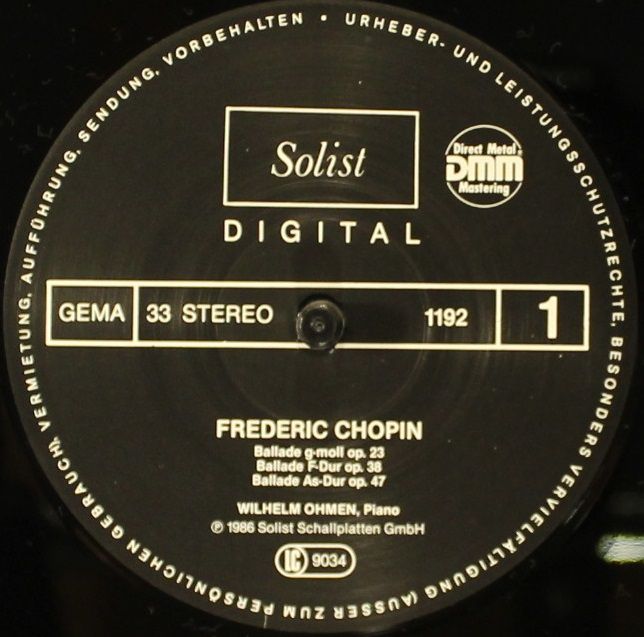 URHEBER- UND LEISTUNGSSCHUTZRECHTE, BESONDERS VERVIELFÄLTIGUNG (AUSSER ZUM PERSÖNLICHEN GEBRAUCH), VERMIETUNG, AUFFÜHRUNG, SENDUNG, VORBEHALTEN •
Solist
Direct Metal
DMM
Mastering
DIGITAL
GEMA 33 STEREO 1192 1
FREDERIC CHOPIN
Ballade g-moll op. 23
Ballade F-Dur op. 38
Ballade As-Dur op. 47
WILHELM OHMEN, Piano
℗ 1986 Solist Schallplatten GmbH
LC 9034